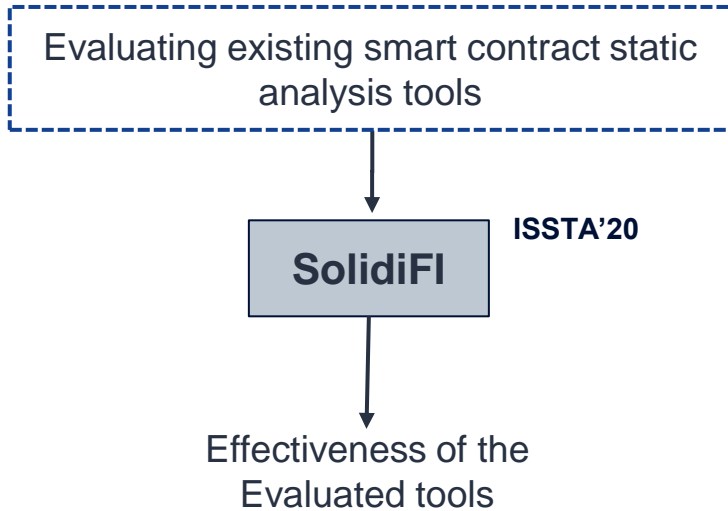 Evaluating existing smart contract static
analysis tools
ISSTA’20
SolidiFI
Effectiveness of the
Evaluated tools